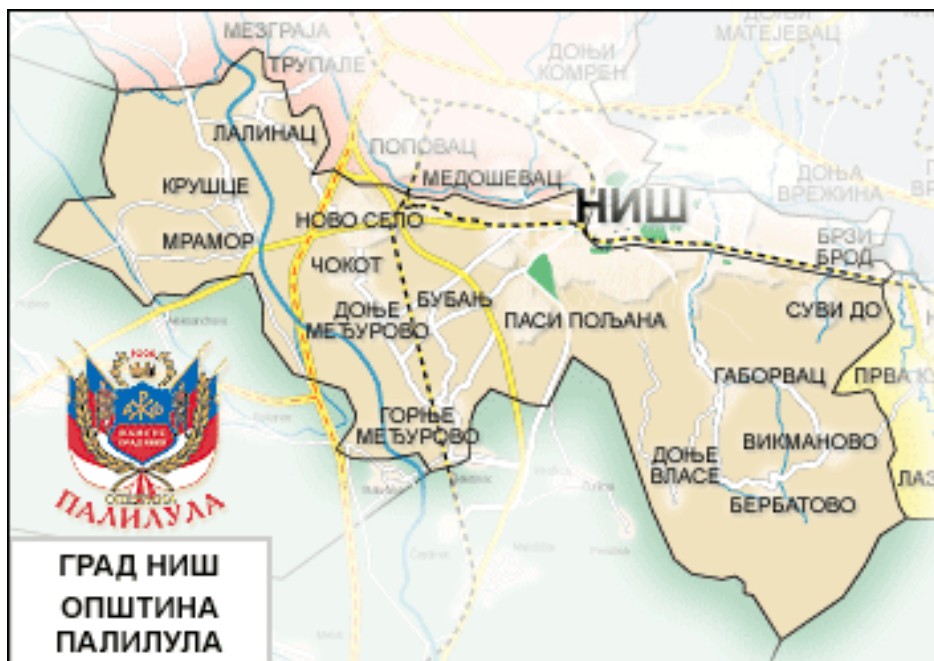 МЕЗГРАЈА
ТРУПАЛЕ
ДОЊИ
КОМРЕН
ДОЊИ
МАТЕЈЕВАЦ
ЛАЛИНАЦ
ПОПОВАЦ
МЕДОШЕВАЦ
ДОЊА
ВРЕЖИНА
КРУШЦЕ
НОВО СЕЛО
НИШ
МРАМОР
БРЗИ
БРОД
ЧОКОТ
ДОЊЕ
МЕЂУРОВО
БУБАЊ
ПАСИ ПОЉАНА
СУВИ ДО
ГАБОРВАЦ
ПРВА
ГОРЊЕ
МЕЂУРОВО
ВИКМАНОВО
ДОЊЕ
ВЛАСЕ
БЕРБАТОВО
ОПШТИНА
ПАЛИЛУЛА
ГРАД НИШ
ОПШТИНА
ПАЛИЛУЛА